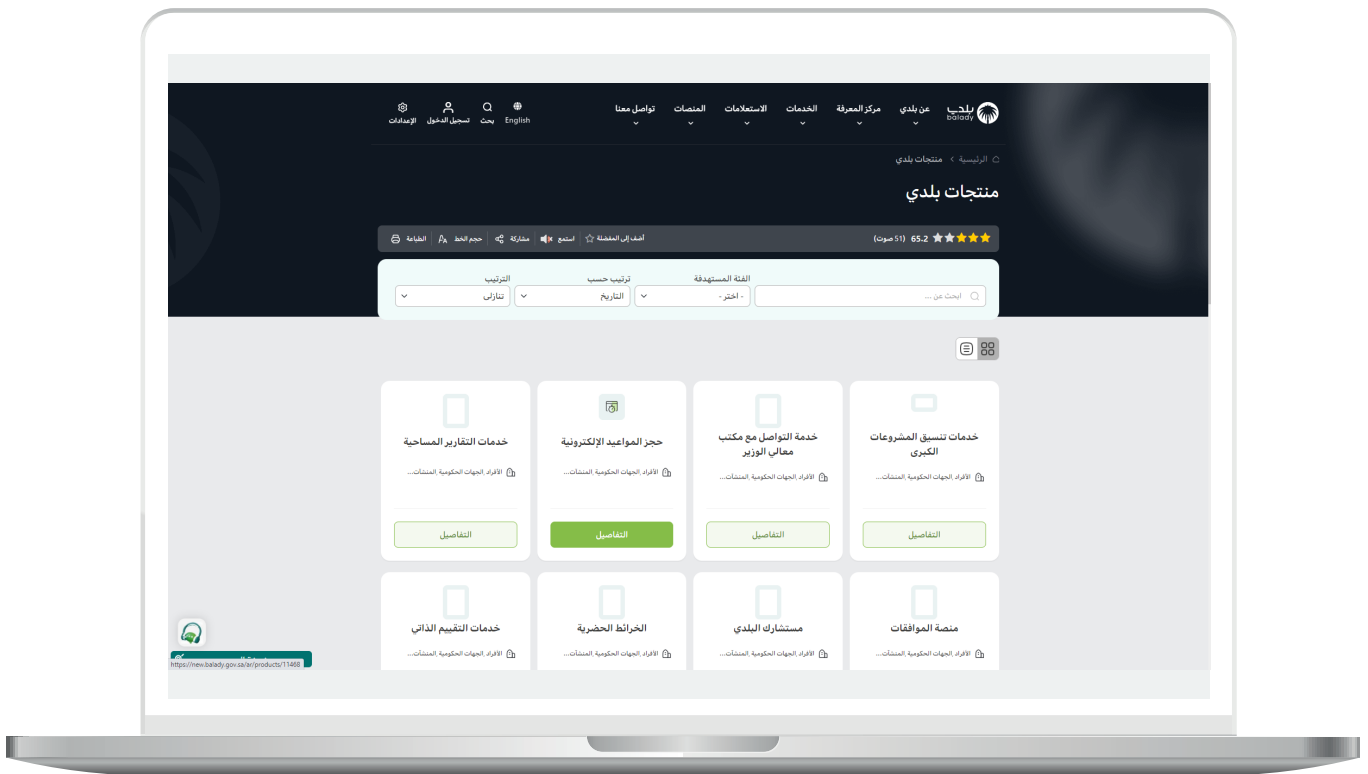 بلدي
balady
عن بلدي
مركز المعرفة
الخدمات
الاستعلامات
المنصات
تواصل معنا
English
بحث
تسجيل الدخول
الإعدادات
الرئيسية > منتجات بلدي
منتجات بلدي
65.2 (51 صوت)
أضف إلى المفضلة
استمع
مشاركة
حجم الخط
الطباعة
الفئة المستهدفة
ترتيب حسب
الترتيب
ابحث عن ...
- اختر -
التاريخ
تنازلى
خدمات تنسيق المشروعات
الكبرى
الأفراد ,الجهات الحكومية ,المنشآت...
التفاصيل
خدمة التواصل مع مكتب
معالي الوزير
الأفراد ,الجهات الحكومية ,المنشآت...
التفاصيل
حجز المواعيد الإلكترونية
الأفراد ,الجهات الحكومية ,المنشآت...
التفاصيل
خدمات التقارير المساحية
الأفراد ,الجهات الحكومية ,المنشآت...
التفاصيل
منصة الموافقات
الأفراد ,الجهات الحكومية ,المنشآت...
مستشارك البلدي
الأفراد ,الجهات الحكومية ,المنشآت...
الخرائط الحضرية
الأفراد ,الجهات الحكومية ,المنشآت...
خدمات التقييم الذاتي
الأفراد ,الجهات الحكومية ,المنشآت...
https://new.balady.gov.sa/ar/products/11468